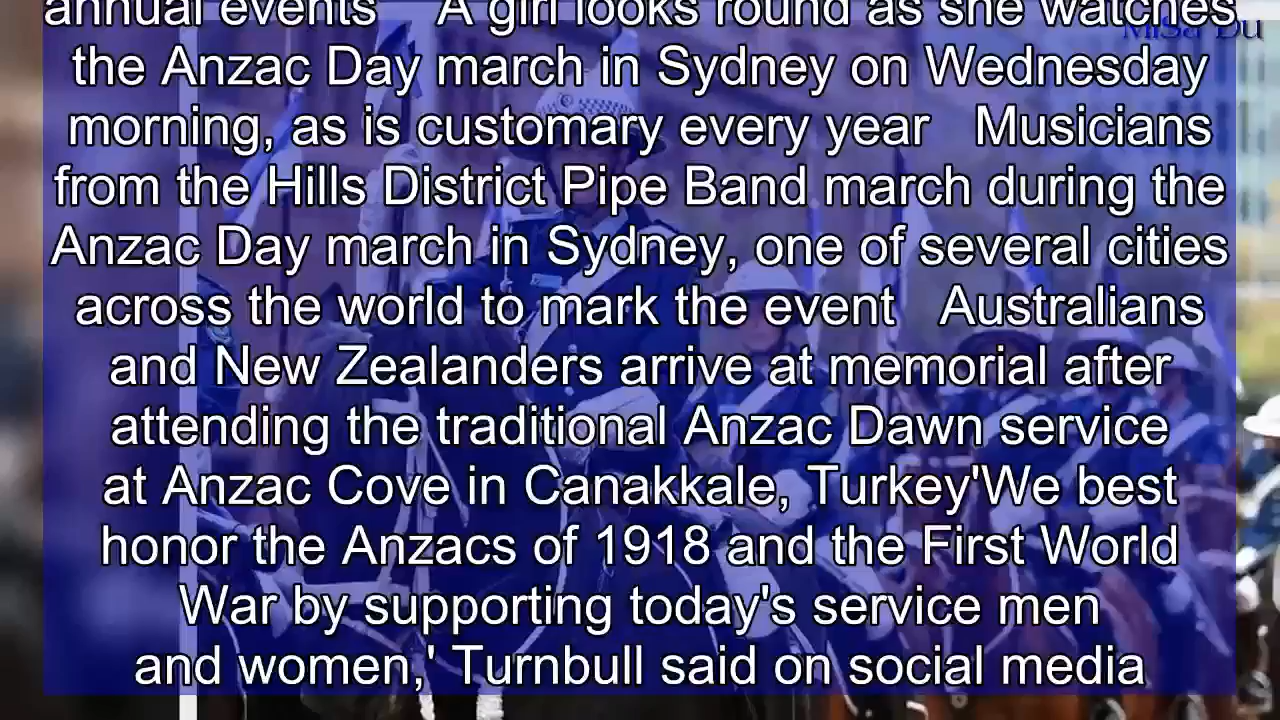 annual events    A girl looks round as she watches
MiSa Du
the Anzac Day march in Sydney on Wednesday
morning, as is customary every year   Musicians
from the Hills District Pipe Band march during the
Anzac Day march in Sydney, one of several cities
across the world to mark the event   Australians
and New Zealanders arrive at memorial after
attending the traditional Anzac Dawn service
at Anzac Cove in Canakkale, Turkey'We best
honor the Anzacs of 1918 and the First World
War by supporting today's service men
and women,' Turnbull said on social media